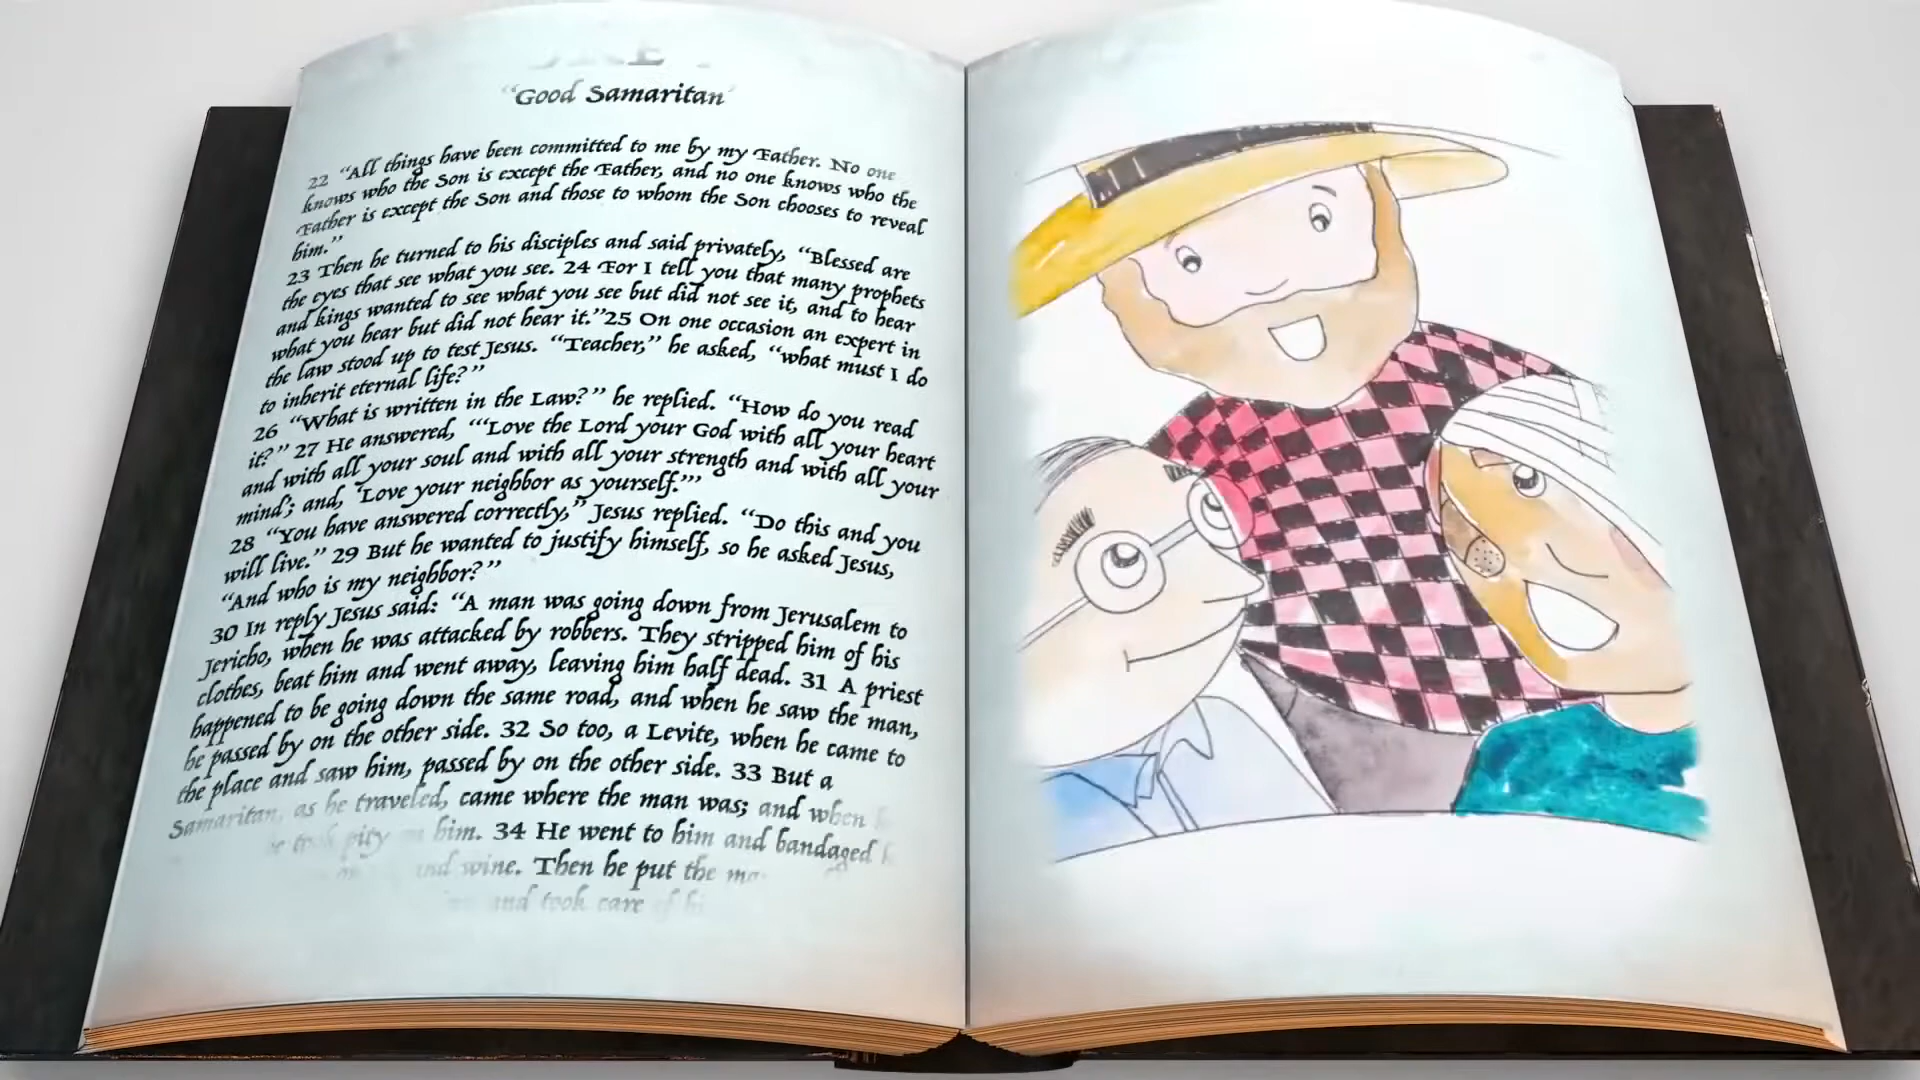 "Good Samaritan"
22 "All things have been committed to me by my Father. No one
knows who the Son is except the Father, and no one knows who the
Father is except the Son and those to whom the Son chooses to reveal
him."
23 Then he turned to his disciples and said privately, "Blessed are
the eyes that see what you see. 24 For I tell you that many prophets
and kings wanted to see what you see but did not see it, and to hear
what you hear but did not hear it."25 On one occasion an expert in
the law stood up to test Jesus. "Teacher," he asked, "what must I do
to inherit eternal life?"
26 "What is written in the Law?" he replied. "How do you read
it?" 27 He answered, "'Love the Lord your God with all your heart
and with all your soul and with all your strength and with all your
mind'; and, 'Love your neighbor as yourself.'"
28 "You have answered correctly," Jesus replied. "Do this and you
will live." 29 But he wanted to justify himself, so he asked Jesus,
"And who is my neighbor?"
30 In reply Jesus said: "A man was going down from Jerusalem to
Jericho, when he was attacked by robbers. They stripped him of his
clothes, beat him and went away, leaving him half dead. 31 A priest
happened to be going down the same road, and when he saw the man,
he passed by on the other side. 32 So too, a Levite, when he came to
the place and saw him, passed by on the other side. 33 But a
Samaritan, as he traveled, came where the man was; and when
took pity on him. 34 He went to him and bandaged
and wine. Then he put the
and took care of